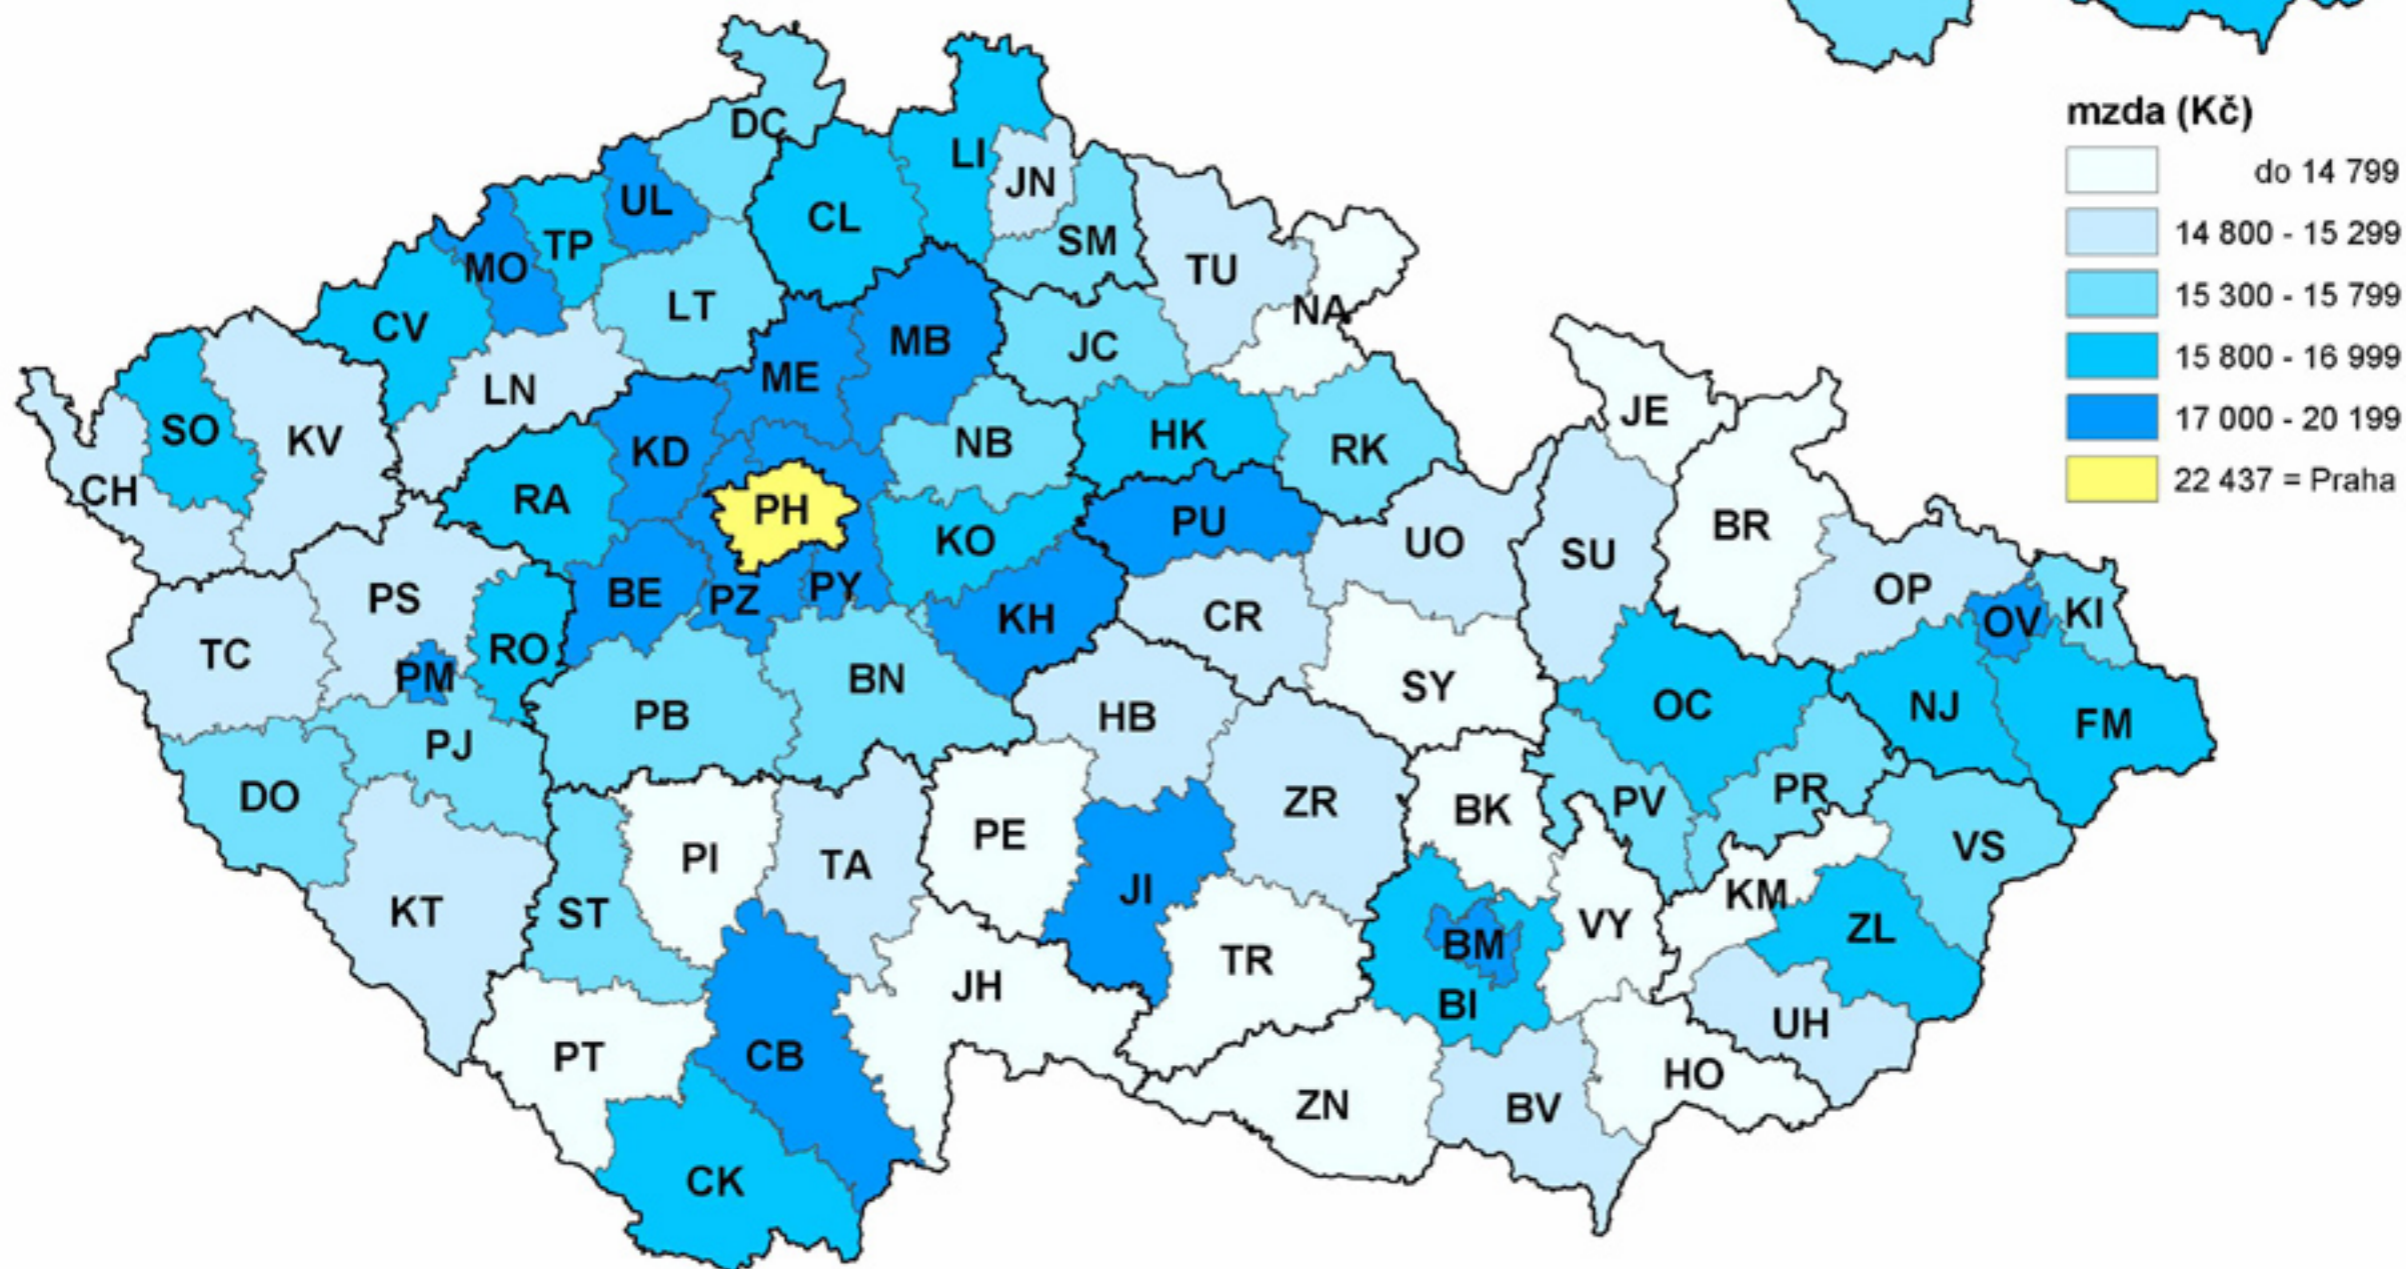 DC
LI
JN
UL
CL
TP
SM
MO
TU
LT
NA
CV
MB
JC
ME
LN
JE
SO
KV
KD
NB
HK
RK
CH
RA
PH
PU
BR
KO
UO
SU
PS
BE
PZ
PY
KH
CR
OP
OV
KI
TC
RO
PM
BN
SY
PB
HB
OC
NJ
FM
PJ
DO
ZR
BK
PV
PR
PE
VS
PI
TA
JI
KM
KT
ST
VY
ZL
BM
TR
JH
BI
UH
PT
CB
HO
ZN
BV
CK
mzda (Kč)
do 14 799
14 800 - 15 299
15 300 - 15 799
15 800 - 16 999
17 000 - 20 199
22 437 = Praha